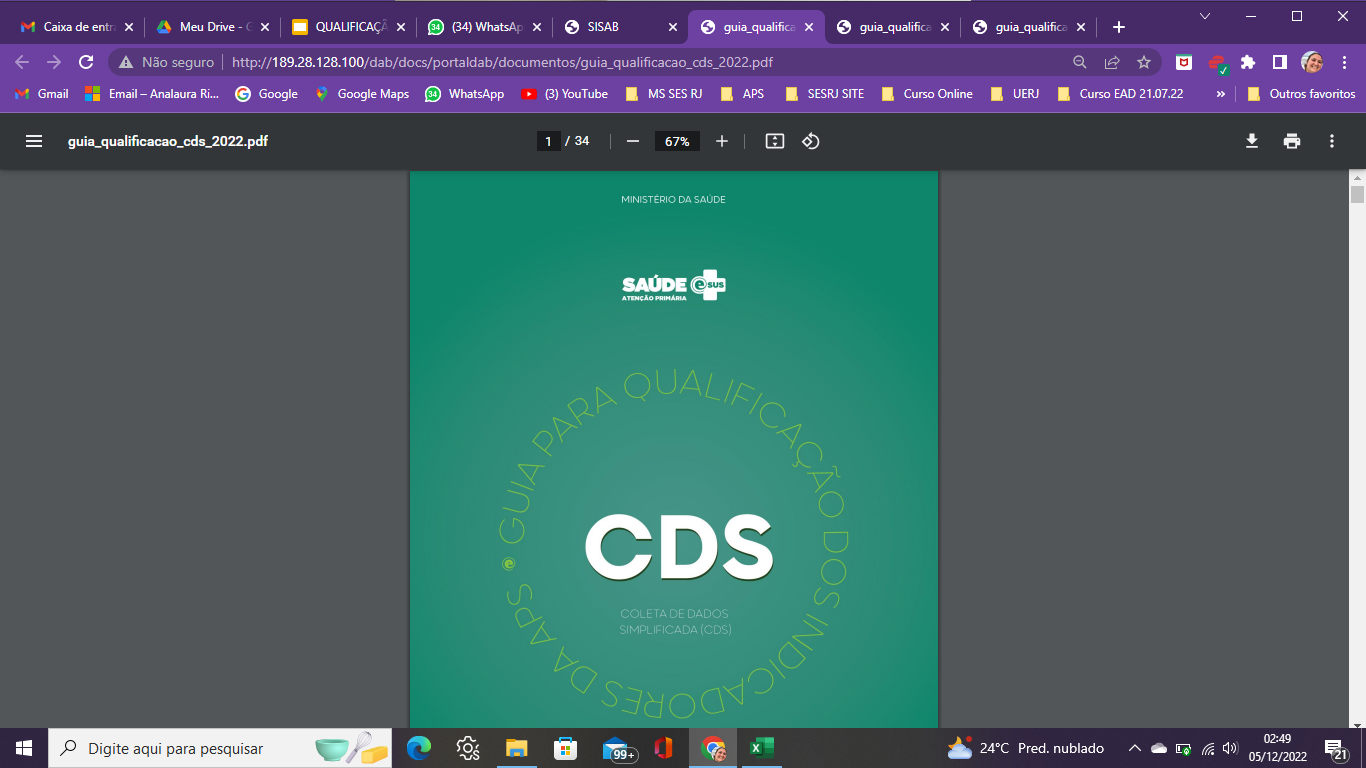 Caixa de entra
Meu Drive - G
QUALIFICAÇÃ
(34) WhatsAp
SISAB
guia_qualifica
guia_qualifica
guia_qualifica
Não seguro
http://189.28.128.100/dab/docs/portaldab/documentos/guia_qualificacao_cds_2022.pdf
Gmail
Email – Analaura Ri...
Google
Google Maps
34
WhatsApp
(3) YouTube
MS SES RJ
APS
SESRJ SITE
Curso Online
UERJ
Curso EAD 21.07.22
»
Outros favoritos
guia_qualificacao_cds_2022.pdf
1 / 34
67%
MINISTÉRIO DA SAÚDE
SAÚDE e SUS
ATENÇÃO PRIMÁRIA
GUIA PARA QUALIFICAÇÃO DOS INDICADORES DA APS
CDS
COLETA DE DADOS
SIMPLIFICADA (CDS)
Digite aqui para pesquisar
99+
24°C Pred. nublado
02:49
05/12/2022
21